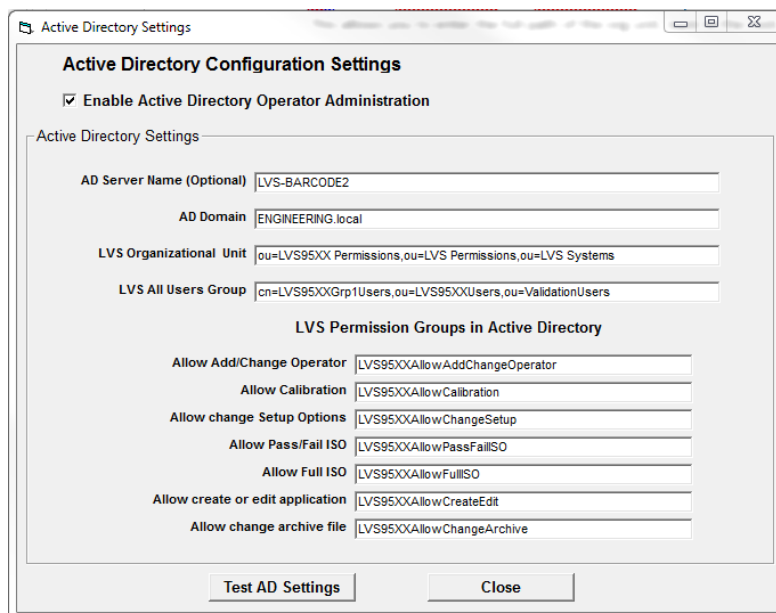 Active Directory Settings
Active Directory Configuration Settings
Enable Active Directory Operator Administration
Active Directory Settings
AD Server Name (Optional) LVS-BARCODE2
AD Domain ENGINEERING.local
LVS Organizational Unit ou=LVS95XX Permissions,ou=LVS Permissions,ou=LVS Systems
LVS All Users Group cn=LVS95XXGrp1Users,ou=LVS95XXUsers,ou=ValidationUsers
LVS Permission Groups in Active Directory
Allow Add/Change Operator LVS95XXAllowAddChangeOperator
Allow Calibration LVS95XXAllowCalibration
Allow change Setup Options LVS95XXAllowChangeSetup
Allow Pass/Fail ISO LVS95XXAllowPassFailISO
Allow Full ISO LVS95XXAllowFullISO
Allow create or edit application LVS95XXAllowCreateEdit
Allow change archive file LVS95XXAllowChangeArchive
Test AD Settings Close